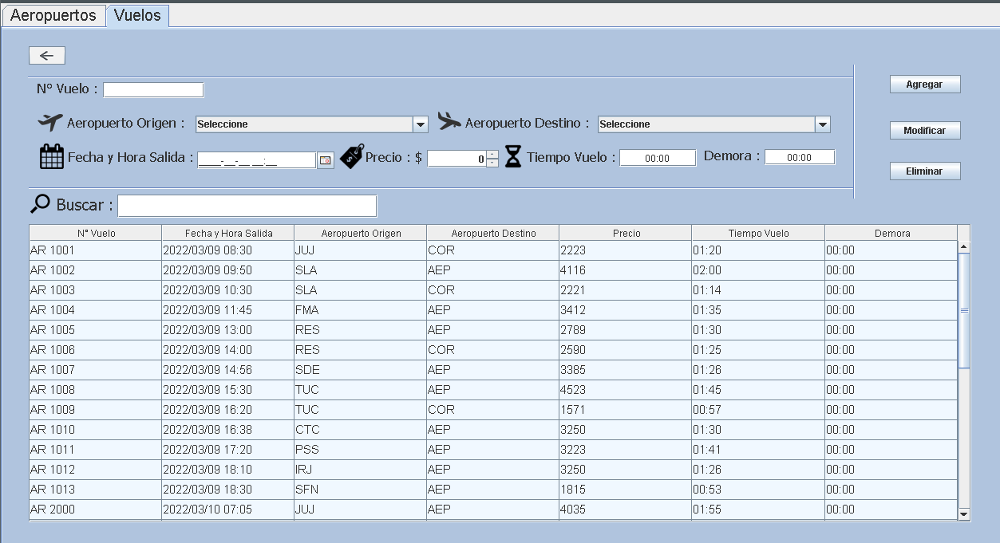 Aeropuertos Vuelos
Nº Vuelo :
Aeropuerto Origen : Seleccione Aeropuerto Destino : Seleccione
Fecha y Hora Salida : ____-__-__ __:__ Precio : $ 0 Tiempo Vuelo : 00:00 Demora : 00:00
Agregar
Modificar
Eliminar
Buscar :
N° Vuelo Fecha y Hora Salida Aeropuerto Origen Aeropuerto Destino Precio Tiempo Vuelo Demora
AR 1001 2022/03/09 08:30 JUJ COR 2223 01:20 00:00
AR 1002 2022/03/09 09:50 SLA AEP 4116 02:00 00:00
AR 1003 2022/03/09 10:30 SLA COR 2221 01:14 00:00
AR 1004 2022/03/09 11:45 FMA AEP 3412 01:35 00:00
AR 1005 2022/03/09 13:00 RES AEP 2789 01:30 00:00
AR 1006 2022/03/09 14:00 RES COR 2590 01:25 00:00
AR 1007 2022/03/09 14:56 SDE AEP 3385 01:26 00:00
AR 1008 2022/03/09 15:30 TUC AEP 4523 01:45 00:00
AR 1009 2022/03/09 16:20 TUC COR 1571 00:57 00:00
AR 1010 2022/03/09 16:38 CTC AEP 3250 01:30 00:00
AR 1011 2022/03/09 17:20 PSS AEP 3223 01:41 00:00
AR 1012 2022/03/09 18:10 IRJ AEP 3250 01:26 00:00
AR 1013 2022/03/09 18:30 SFN AEP 1815 00:53 00:00
AR 2000 2022/03/10 07:05 JUJ AEP 4035 01:55 00:00